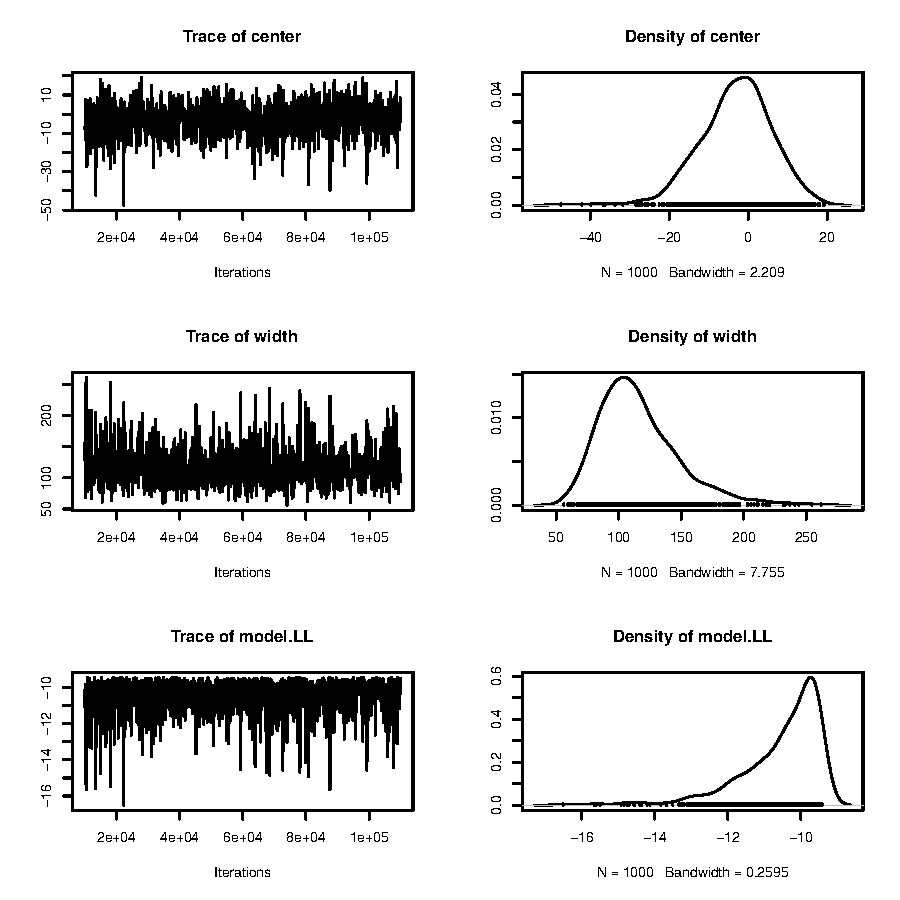 Trace of center
10
-10
-30
-50
2e+04 4e+04 6e+04 8e+04 1e+05
Iterations
Density of center
0.04
0.02
0.00
−40 −20 0 20
N = 1000 Bandwidth = 2.209
Trace of width
200
100
50
2e+04 4e+04 6e+04 8e+04 1e+05
Iterations
Density of width
0.010
0.000
50 100 150 200 250
N = 1000 Bandwidth = 7.755
Trace of model.LL
-10
-12
-14
-16
2e+04 4e+04 6e+04 8e+04 1e+05
Iterations
Density of model.LL
0.6
0.4
0.2
0.0
−16 −14 −12 −10
N = 1000 Bandwidth = 0.2595